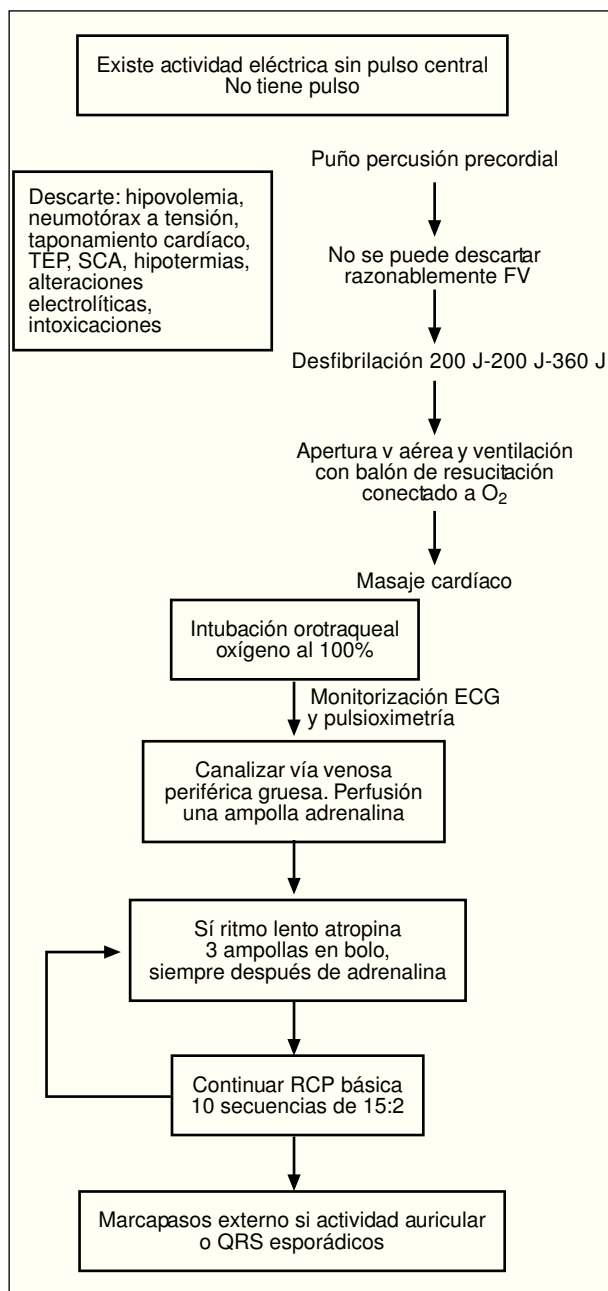 Existe actividad eléctrica sin pulso central
No tiene pulso
Puño percusión precordial
Descarte: hipovolemia,
neumotórax a tensión,
taponamiento cardíaco,
TEP, SCA, hipotermias,
alteraciones
electrolíticas,
intoxicaciones
No se puede descartar
razonablemente FV
Desfibrilación 200 J-200 J-360 J
Apertura v aérea y ventilación
con balón de resucitación
conectado a O₂
Masaje cardíaco
Intubación orotraqueal
oxígeno al 100%
Monitorización ECG
y pulsioximetría
Canalizar vía venosa
periférica gruesa. Perfusión
una ampolla adrenalina
Sí ritmo lento atropina
3 ampollas en bolo,
siempre después de adrenalina
Continuar RCP básica
10 secuencias de 15:2
Marcapasos externo si actividad auricular
o QRS esporádicos